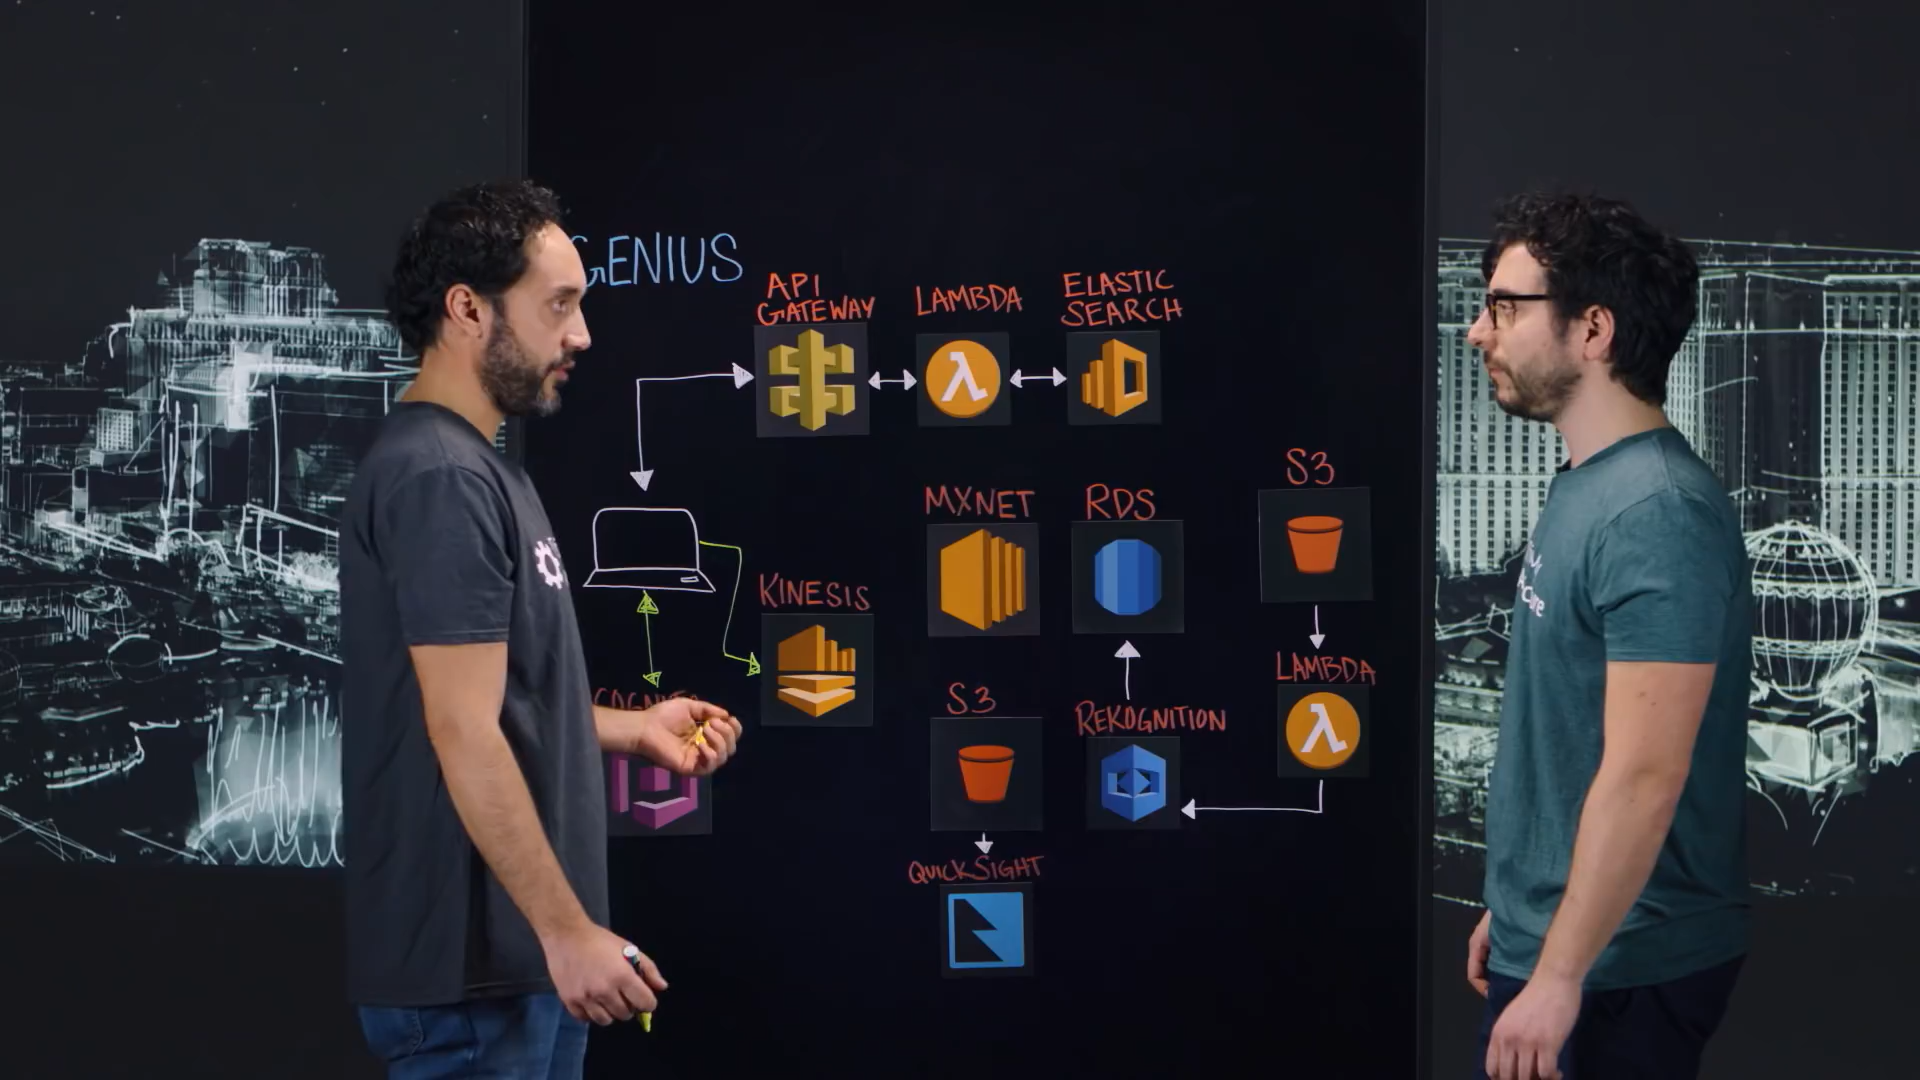 GENIUS
API
GATEWAY
LAMBDA
ELASTIC
SEARCH
MXNET
RDS
S3
KINESIS
LAMBDA
S3
REKOGNITION
QUICKSIGHT